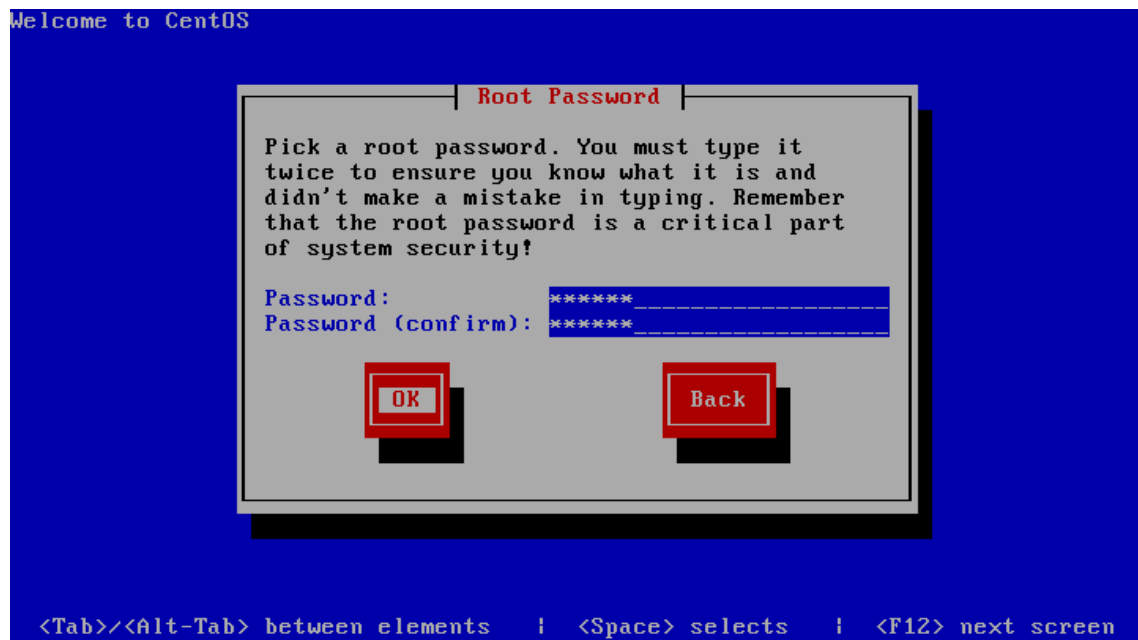 Welcome to CentOS
Root Password
Pick a root password. You must type it
twice to ensure you know what it is and
didn't make a mistake in typing. Remember
that the root password is a critical part
of system security!
Password: ******__________________
Password (confirm): ******__________________
OK Back
<Tab>/<Alt-Tab> between elements | <Space> selects | <F12> next screen